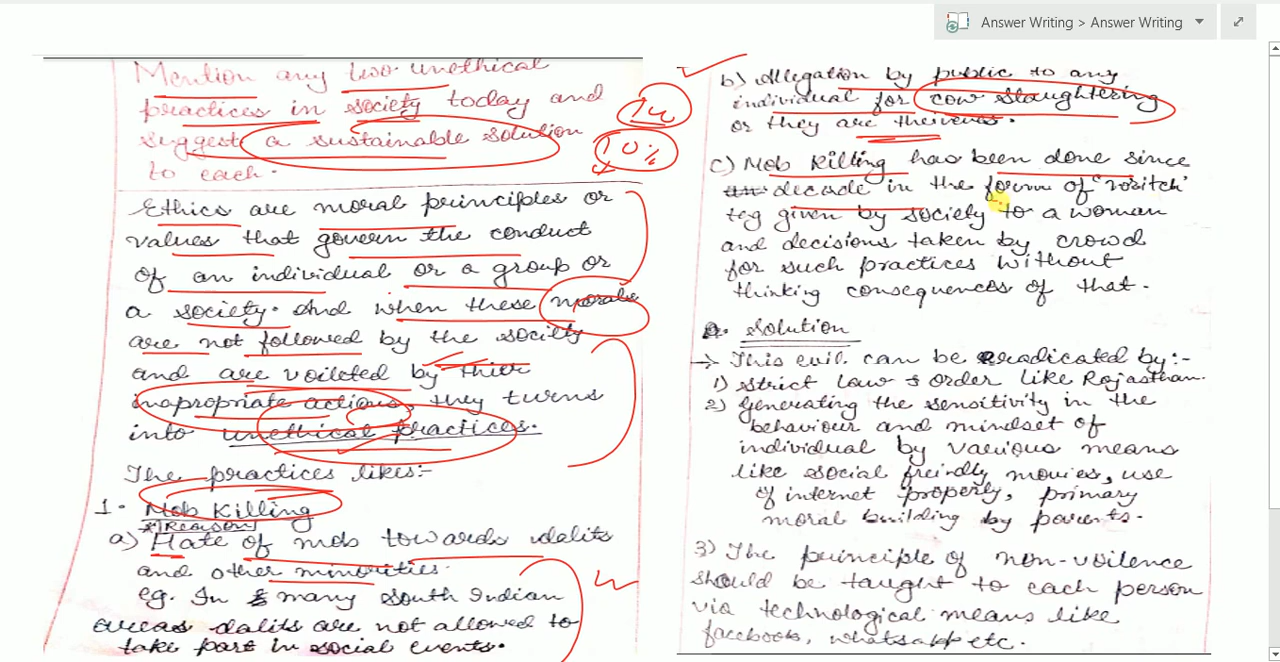 Answer Writing > Answer Writing
Mention any two unethical
practices in society today and
suggest a sustainable solution
to each.
10%
Ethics are moral principles or
values that govern the conduct
of an individual or a group or
a society. And when these morals
are not followed by the society
and are voileted by thier
inapropriate actions, they turns
into unethical practices.
The practices likes:-
1. Mob Killing
*Reason
a) Hate of mob towards dalits
and other minorities.
eg. In many South Indian
areas dalits are not allowed to
take part in social events.
b) Allegation by public to any
individual for cow slaughtering
or they are theives.
c) Mob Killing has been done since
decade in the form of 'witch'
teg given by society to a woman
and decisions taken by crowd
for such practices without
thinking consequences of that.
Solution
→ This evil can be eradicated by:-
1) Strict Law & Order like Rajasthan.
2) Generating the sensitivity in the
behaviour and mindset of
individual by various means
like social freindly movies, use
of internet properly, primary
moral building by parents.
3) The principle of non-voilence
should be taught to each person
via technological means like
facebook, whatsapp etc.